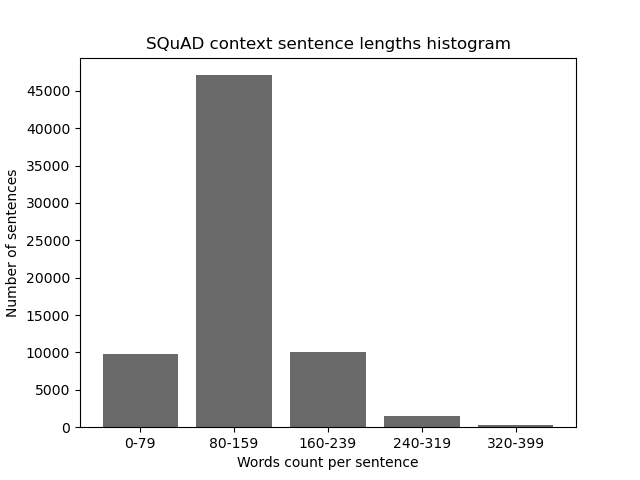 SQuAD context sentence lengths histogram
45000
40000
35000
30000
25000
20000
15000
10000
5000
0
Number of sentences
0-79 80-159 160-239 240-319 320-399
Words count per sentence